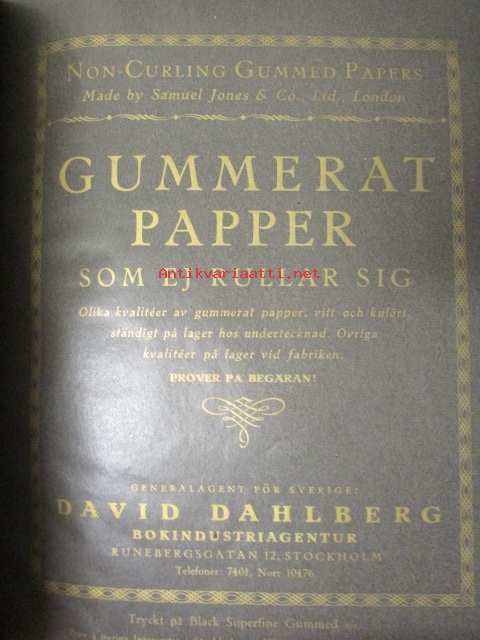 NON-CURLING GUMMED PAPERS
Made by Samuel Jones & Co., Ltd, London
GUMMERAT
PAPPER
SOM EJ RULLAR SIG
Antikvariaatti.net
Olika kvalitéer av gummerat papper, vitt och kulört,
ständigt på lager hos undertecknad. Övriga
kvalitéer på lager vid fabriken.
PROVER PÅ BEGÄRAN!
GENERALAGENT FÖR SVERIGE:
DAVID DAHLBERG
BOKINDUSTRIAGENTUR
RUNEBERGSGATAN 12, STOCKHOLM
Telefoner: 7401, Norr 10476
Tryckt på Black Superfine Gummed